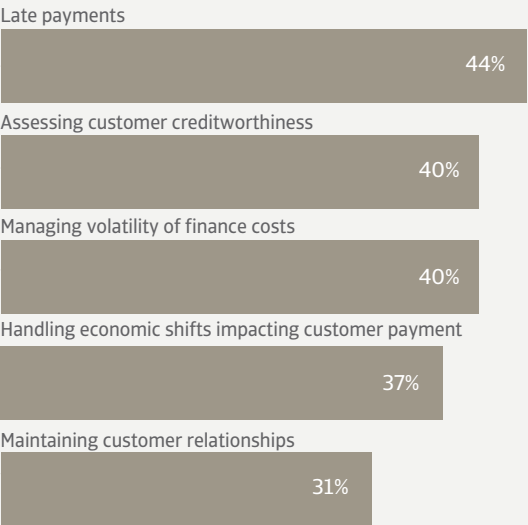 Late payments
44%
Assessing customer creditworthiness
40%
Managing volatility of finance costs
40%
Handling economic shifts impacting customer payment
37%
Maintaining customer relationships
31%